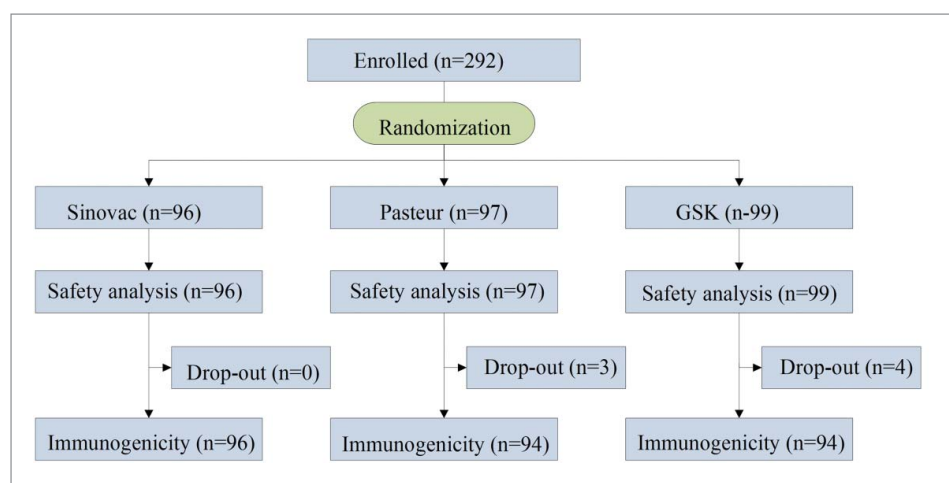 Enrolled (n=292)
Randomization
Sinovac (n=96)
Pasteur (n=97)
GSK (n-99)
Safety analysis (n=96)
Safety analysis (n=97)
Safety analysis (n=99)
Drop-out (n=0)
Drop-out (n=3)
Drop-out (n=4)
Immunogenicity (n=96)
Immunogenicity (n=94)
Immunogenicity (n=94)